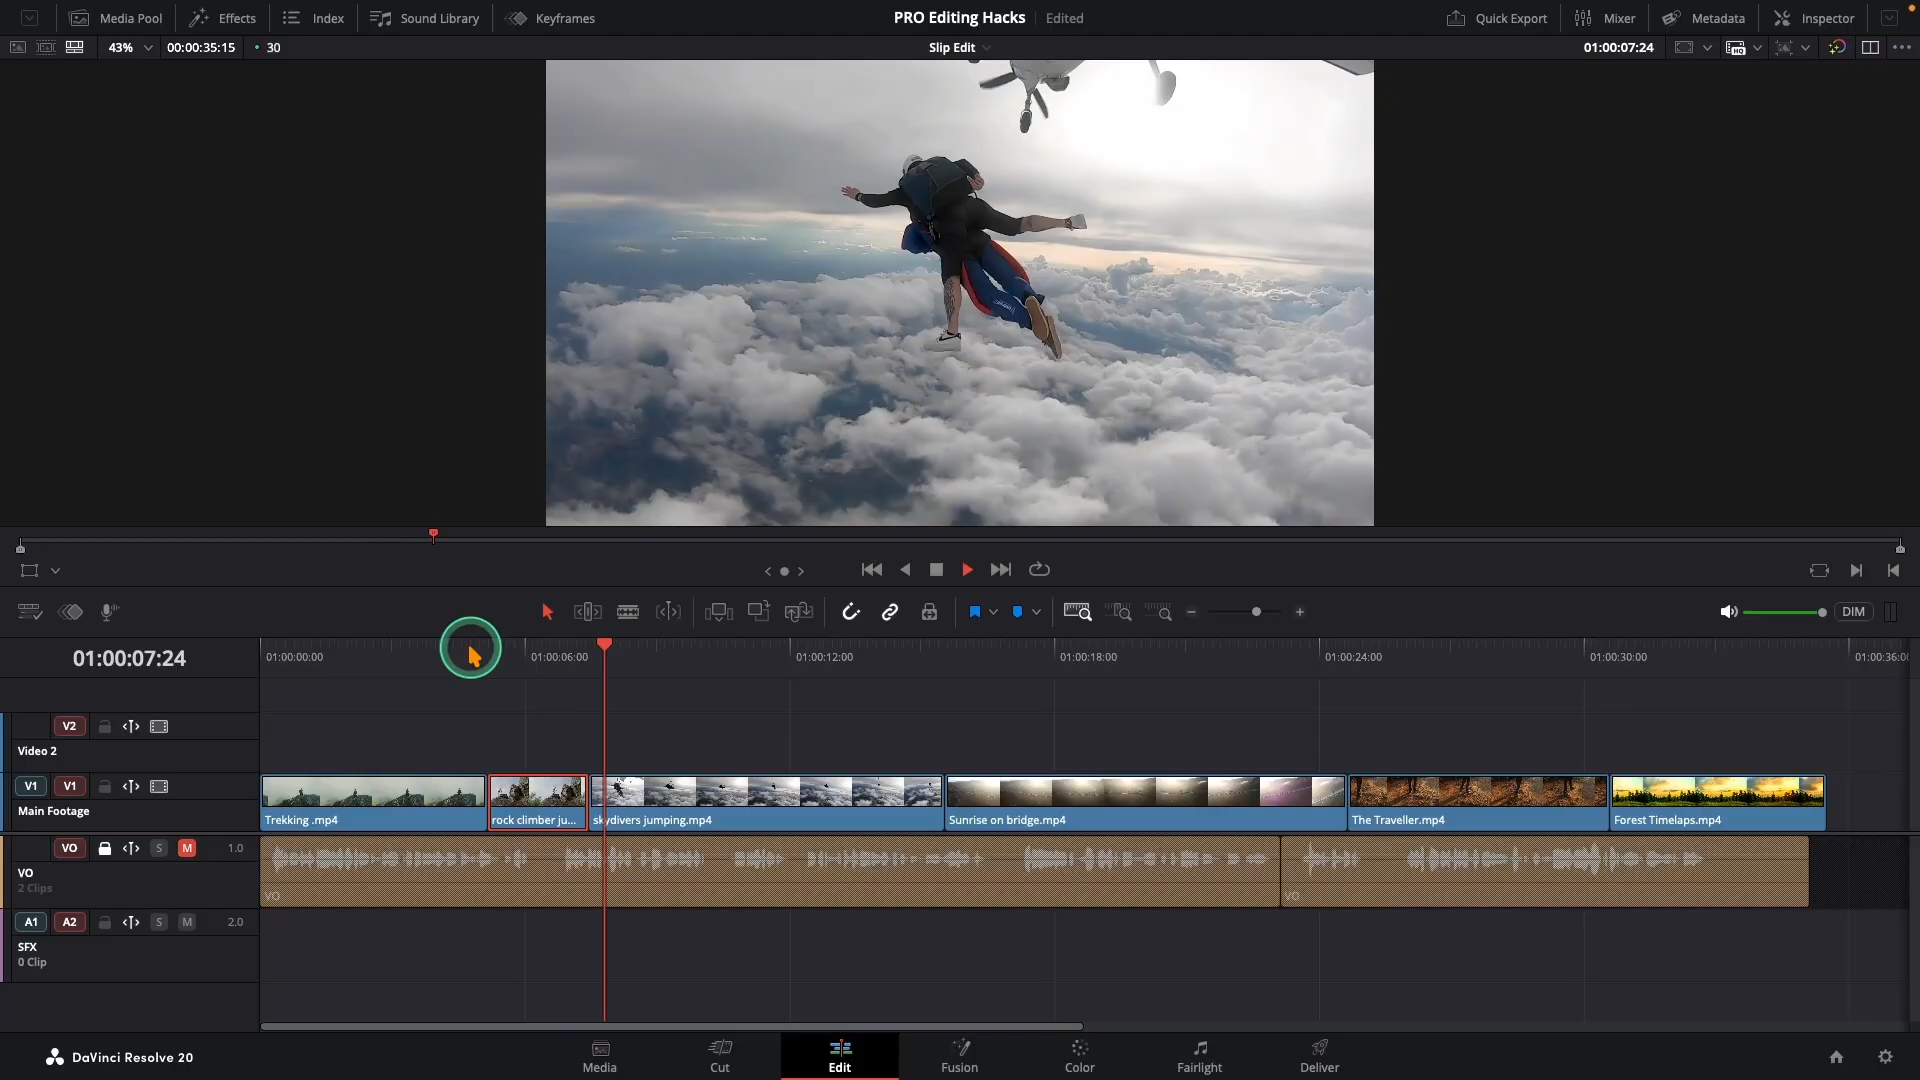 Media Pool Effects Index Sound Library Keyframes PRO Editing Hacks Edited Quick Export Mixer Metadata Inspector
43% 00:00:35:15 30 Slip Edit 01:00:07:24
DIM
01:00:07:24 01:00:00:00 01:00:06:00 01:00:12:00 01:00:18:00 01:00:24:00 01:00:30:00 01:00:36:0
V2
Video 2
V1 V1
Main Footage
Trekking .mp4 rock climber ju... skydivers jumping.mp4 Sunrise on bridge.mp4 The Traveller.mp4 Forest Timelaps.mp4
VO S M 1.0
VO
2 Clips
VO VO
A1 A2 S M 2.0
SFX
0 Clip
DaVinci Resolve 20 Media Cut Edit Fusion Color Fairlight Deliver